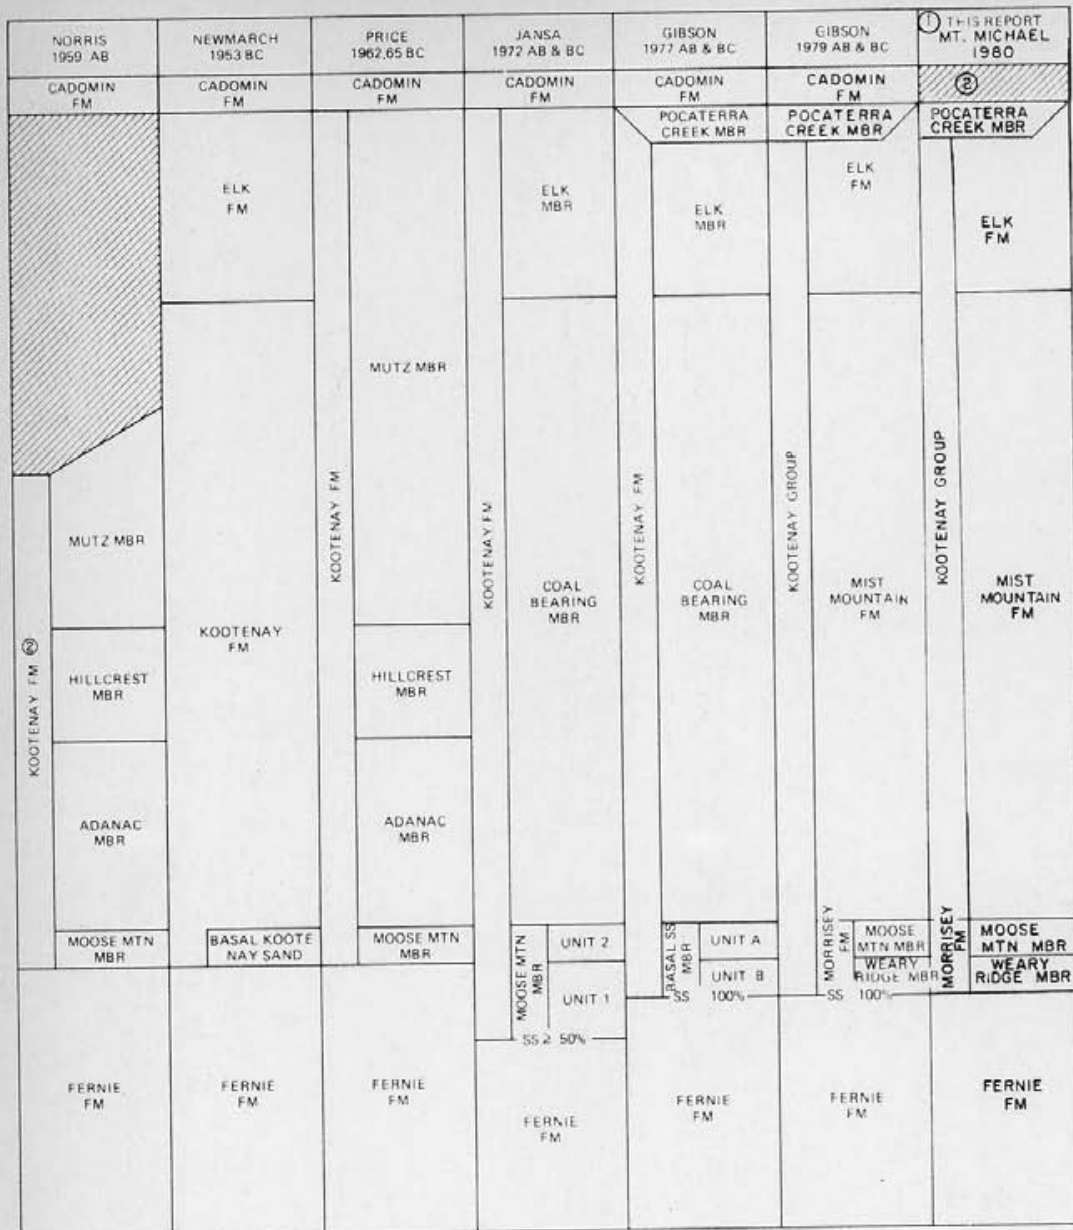 NORRIS
1959 AB
NEWMARCH
1953 BC
PRICE
1962,65 BC
JANSA
1972 AB & BC
GIBSON
1977 AB & BC
GIBSON
1979 AB & BC
① THIS REPORT
MT. MICHAEL
1980
CADOMIN
FM
CADOMIN
FM
CADOMIN
FM
CADOMIN
FM
CADOMIN
FM
CADOMIN
FM
②
POCATERRA
CREEK MBR
POCATERRA
CREEK MBR
POCATERRA
CREEK MBR
ELK
FM
ELK
MBR
ELK
MBR
ELK
FM
ELK
FM
MUTZ MBR
KOOTENAY FM ②
MUTZ MBR
HILLCREST
MBR
ADANAC
MBR
MOOSE MTN
MBR
KOOTENAY
FM
BASAL KOOTE
NAY SAND
KOOTENAY FM
HILLCREST
MBR
ADANAC
MBR
MOOSE MTN
MBR
KOOTENAY FM
COAL
BEARING
MBR
MOOSE MTN
MBR
UNIT 2
UNIT 1
SS ≥ 50%
KOOTENAY FM
COAL
BEARING
MBR
BASAL SS
MBR
UNIT A
UNIT B
SS 100%
KOOTENAY GROUP
MIST
MOUNTAIN
FM
MORRISEY
FM
MOOSE
MTN MBR
WEARY
RIDGE MBR
SS 100%
KOOTENAY GROUP
MIST
MOUNTAIN
FM
MORRISEY
FM
MOOSE
MTN MBR
WEARY
RIDGE MBR
FERNIE
FM
FERNIE
FM
FERNIE
FM
FERNIE
FM
FERNIE
FM
FERNIE
FM
FERNIE
FM